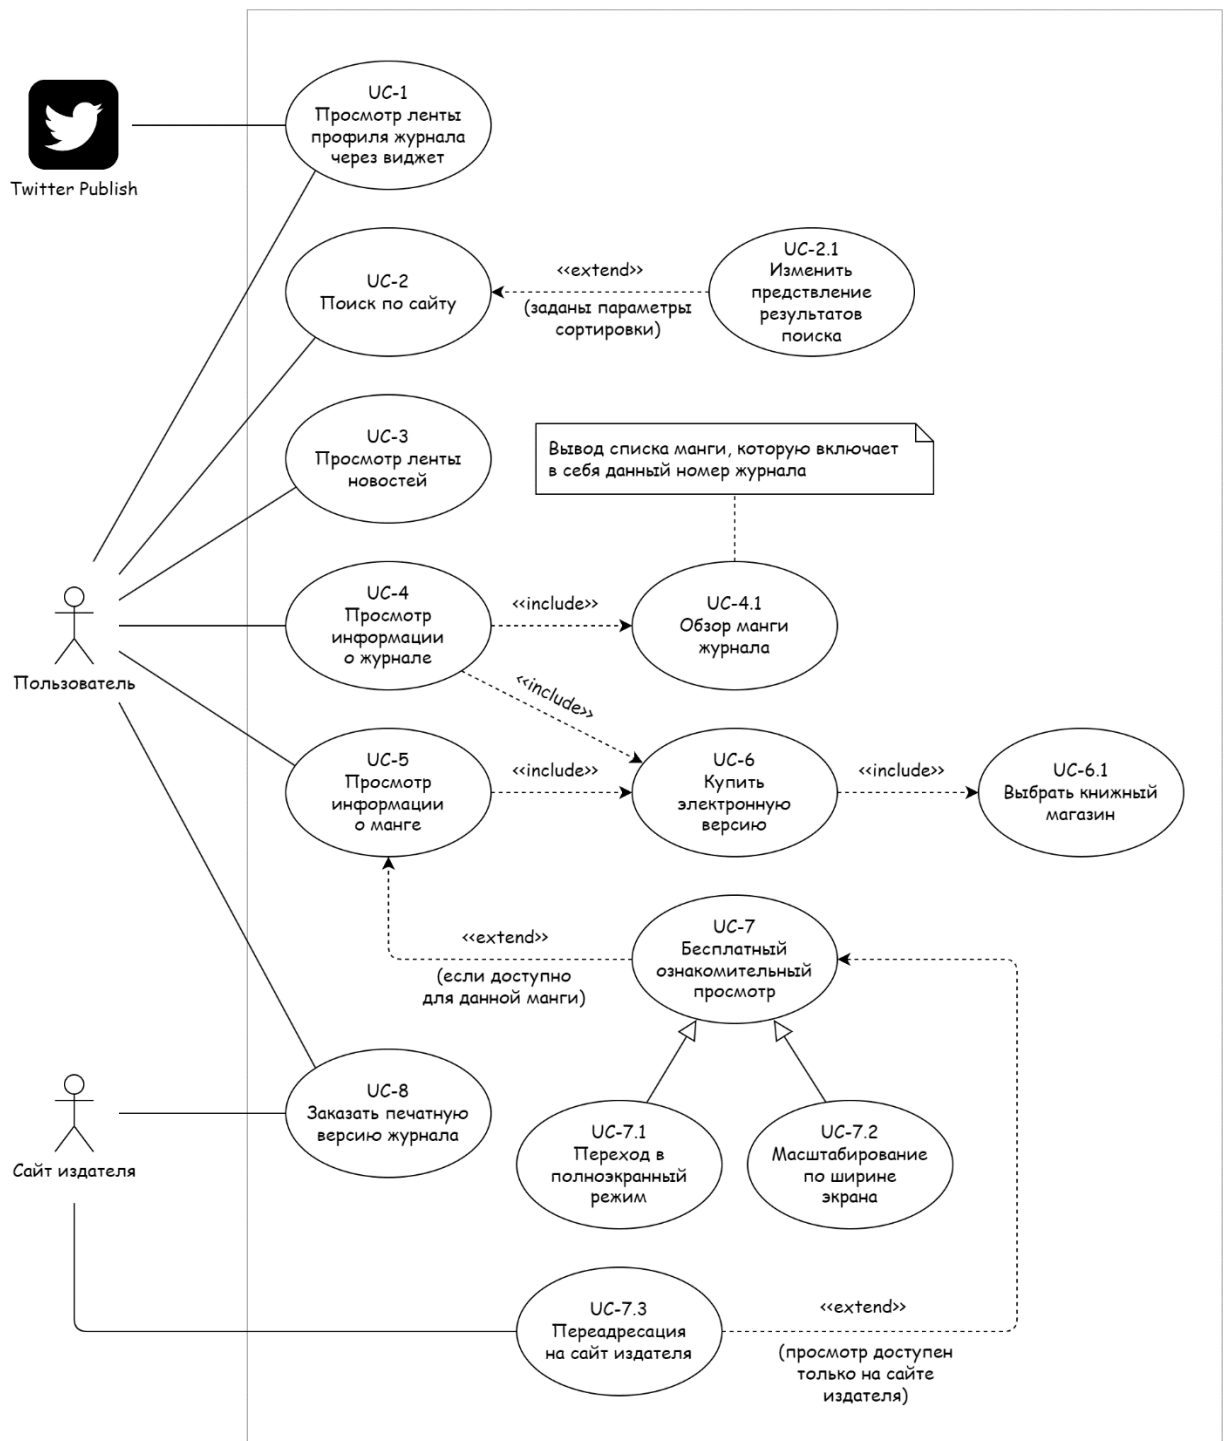 UC-1
Просмотр ленты
профиля журнала
через виджет
Twitter Publish
UC-2
Поиск по сайту
<<extend>>
(заданы параметры
сортировки)
UC-2.1
Изменить
предствление
результатов
поиска
UC-3
Просмотр ленты
новостей
Вывод списка манги, которую включает
в себя данный номер журнала
Пользователь
UC-4
Просмотр
информации
о журнале
<<include>>
UC-4.1
Обзор манги
журнала
<<include>>
UC-5
Просмотр
информации
о манге
<<include>>
UC-6
Купить
электронную
версию
<<include>>
UC-6.1
Выбрать книжный
магазин
<<extend>>
(если доступно
для данной манги)
UC-7
Бесплатный
ознакомительный
просмотр
Сайт издателя
UC-8
Заказать печатную
версию журнала
UC-7.1
Переход в
полноэкранный
режим
UC-7.2
Масштабирование
по ширине
экрана
UC-7.3
Переадресация
на сайт издателя
<<extend>>
(просмотр доступен
только на сайте
издателя)